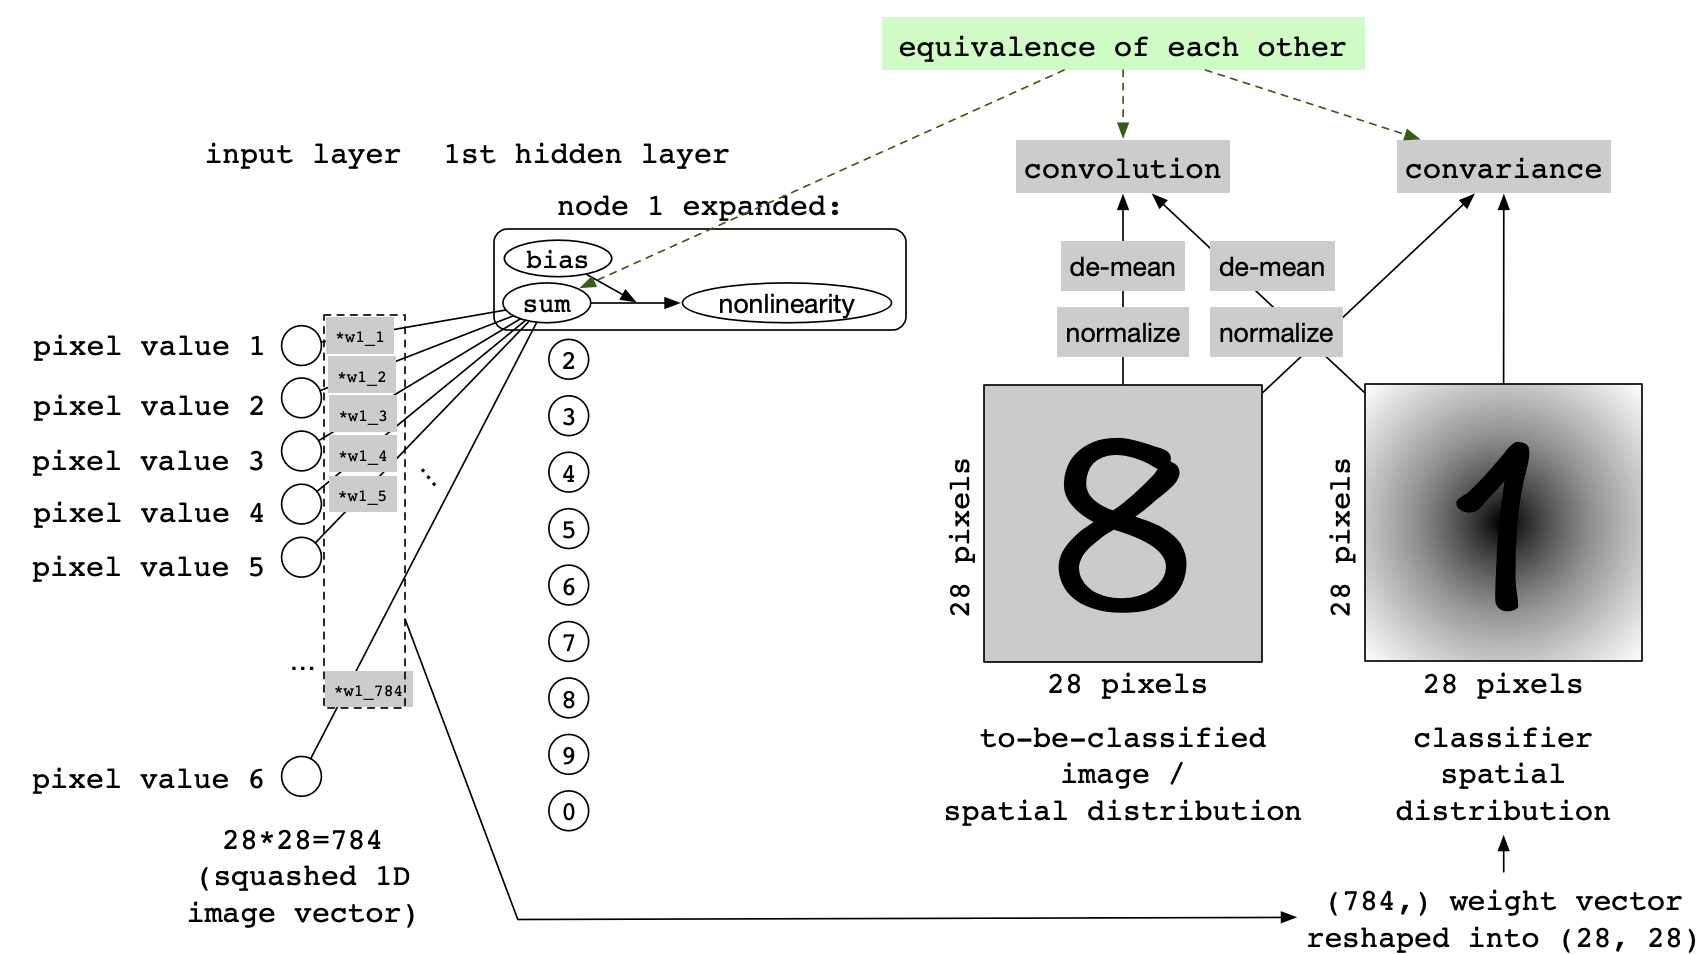 equivalence of each other
input layer
1st hidden layer
convolution
convariance
node 1 expanded:
bias
sum
nonlinearity
de-mean
de-mean
normalize
normalize
pixel value 1
pixel value 2
pixel value 3
pixel value 4
pixel value 5
...
pixel value 6
*w1_1
*w1_2
*w1_3
*w1_4
*w1_5
...
*w1_784
2
3
4
5
6
7
8
9
0
28*28=784
(squashed 1D
image vector)
28 pixels
8
28 pixels
to-be-classified
image /
spatial distribution
28 pixels
1
28 pixels
classifier
spatial
distribution
(784,) weight vector
reshaped into (28, 28)